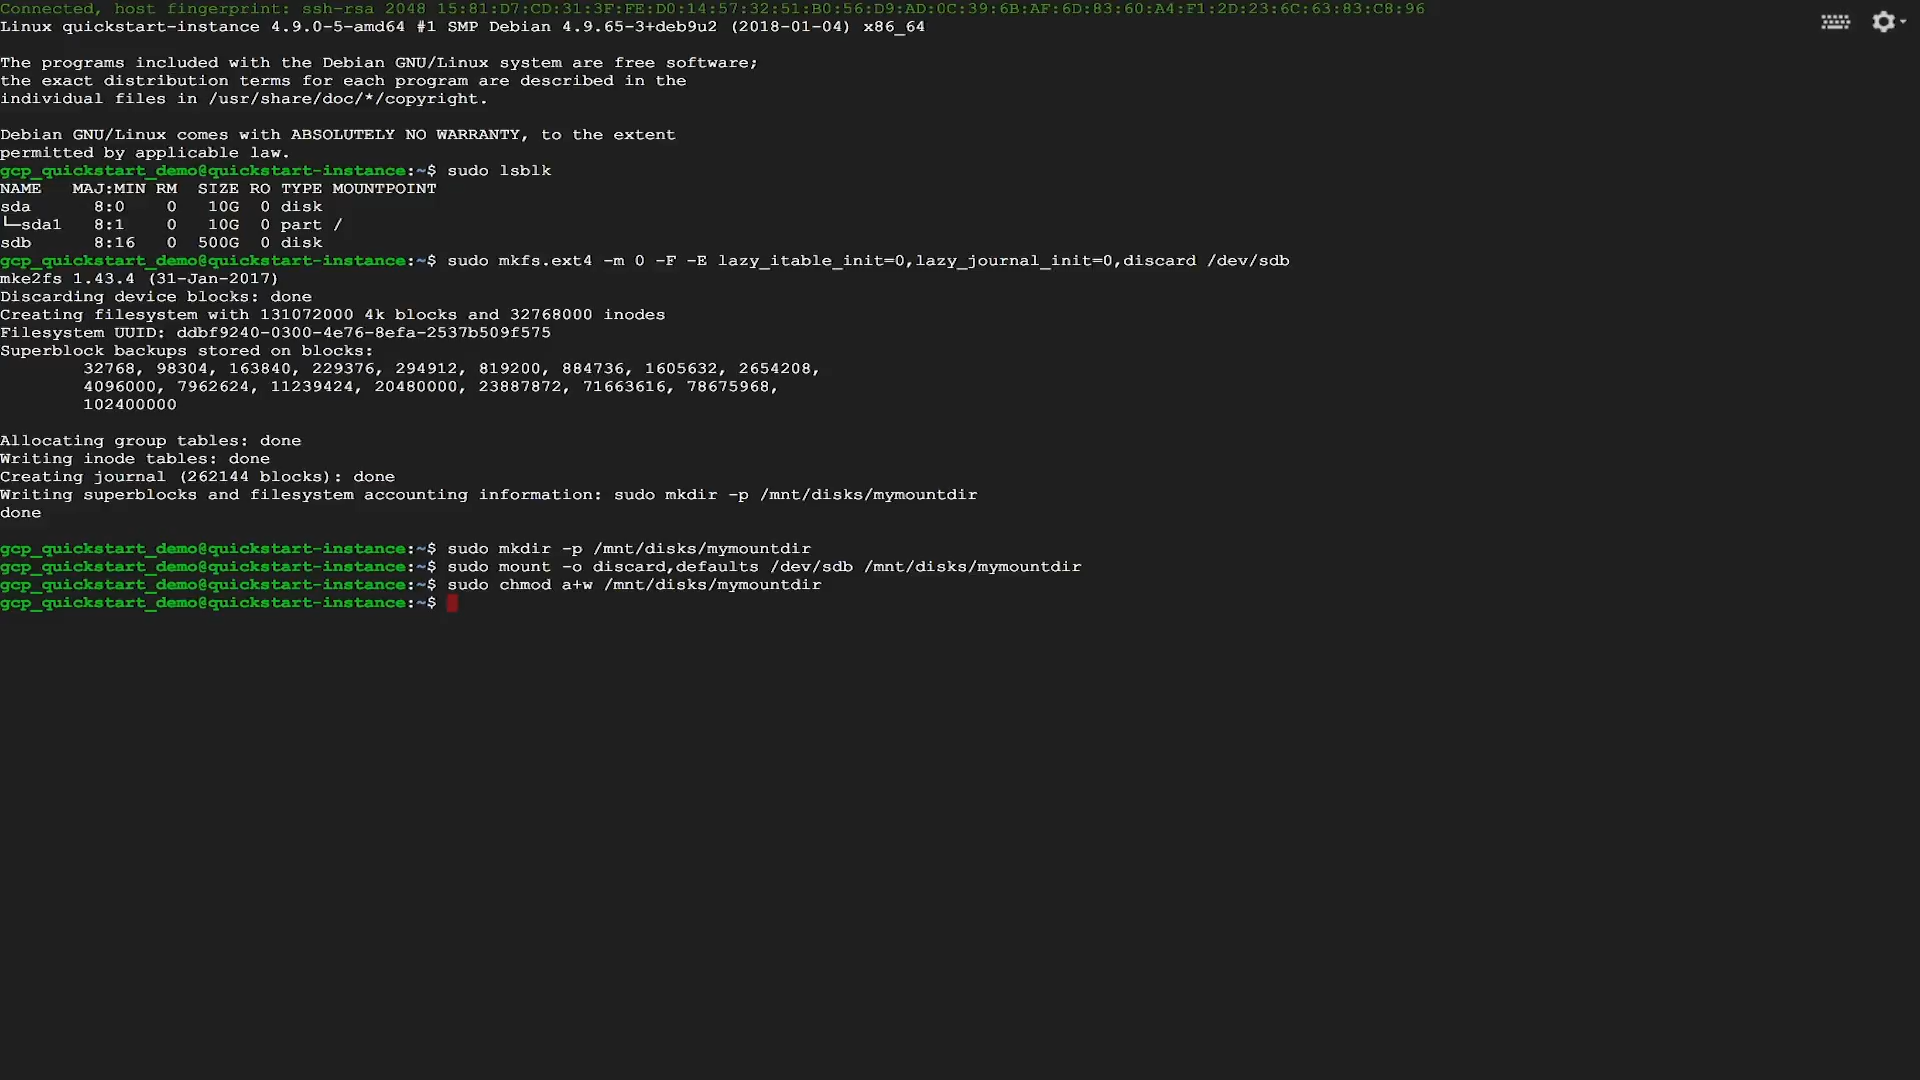 Connected, host fingerprint: ssh-rsa 2048 15:81:D7:CD:31:3F:FE:D0:14:57:32:51:B0:56:D9:AD:0C:39:6B:AF:6D:83:60:A4:F1:2D:23:6C:63:83:C8:96
Linux quickstart-instance 4.9.0-5-amd64 #1 SMP Debian 4.9.65-3+deb9u2 (2018-01-04) x86_64
The programs included with the Debian GNU/Linux system are free software;
the exact distribution terms for each program are described in the
individual files in /usr/share/doc/*/copyright.
Debian GNU/Linux comes with ABSOLUTELY NO WARRANTY, to the extent
permitted by applicable law.
gcp_quickstart_demo@quickstart-instance:~$ sudo lsblk
NAME   MAJ:MIN RM  SIZE RO TYPE MOUNTPOINT
sda      8:0    0   10G  0 disk
└─sda1   8:1    0   10G  0 part /
sdb      8:16   0  500G  0 disk
gcp_quickstart_demo@quickstart-instance:~$ sudo mkfs.ext4 -m 0 -F -E lazy_itable_init=0,lazy_journal_init=0,discard /dev/sdb
mke2fs 1.43.4 (31-Jan-2017)
Discarding device blocks: done
Creating filesystem with 131072000 4k blocks and 32768000 inodes
Filesystem UUID: ddbf9240-0300-4e76-8efa-2537b509f575
Superblock backups stored on blocks:
32768, 98304, 163840, 229376, 294912, 819200, 884736, 1605632, 2654208,
4096000, 7962624, 11239424, 20480000, 23887872, 71663616, 78675968,
102400000
Allocating group tables: done
Writing inode tables: done
Creating journal (262144 blocks): done
Writing superblocks and filesystem accounting information: sudo mkdir -p /mnt/disks/mymountdir
done
gcp_quickstart_demo@quickstart-instance:~$ sudo mkdir -p /mnt/disks/mymountdir
gcp_quickstart_demo@quickstart-instance:~$ sudo mount -o discard,defaults /dev/sdb /mnt/disks/mymountdir
gcp_quickstart_demo@quickstart-instance:~$ sudo chmod a+w /mnt/disks/mymountdir
gcp_quickstart_demo@quickstart-instance:~$